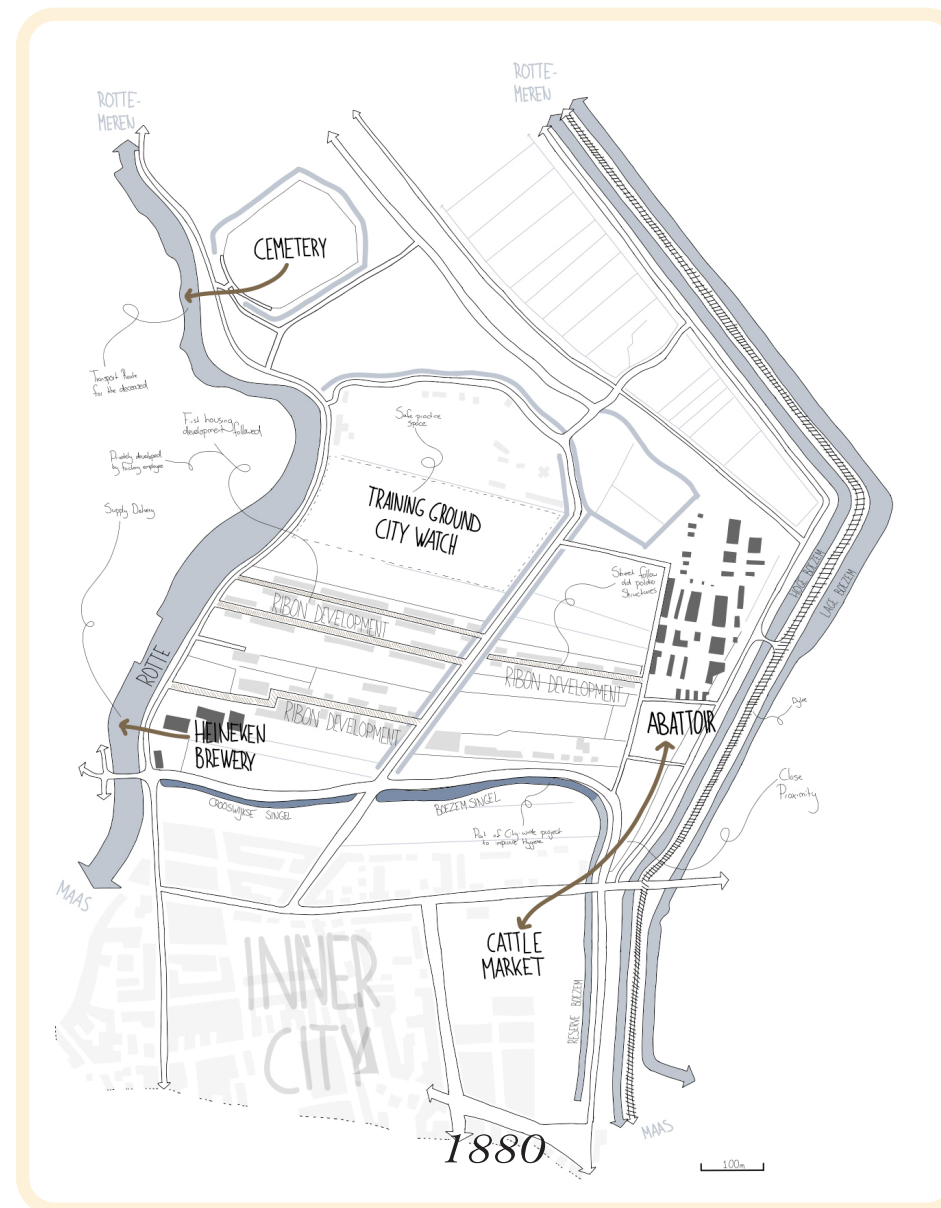 ROTTE-
MEREN
ROTTE-
MEREN
CEMETERY
Transport Route
for the deceased
First housing
development followed
Privately developed
by factory employee
Supply Delivery
Safe practice
space
TRAINING GROUND
CITY WATCH
Street follow
old polder
Structures
HOGE BOEZEM
LAGE BOEZEM
RIBON DEVELOPMENT
RIBON DEVELOPMENT
RIBON DEVELOPMENT
ROTTE
HEINEKEN
BREWERY
ABATTOIR
Dyke
Close
Proximity
CROOSWIJKSE SINGEL
BOEZEM SINGEL
Part of City wide project
to improve Hygiene
MAAS
INNER
CITY
CATTLE
MARKET
RESERVE BOEZEM
MAAS
1880
100m